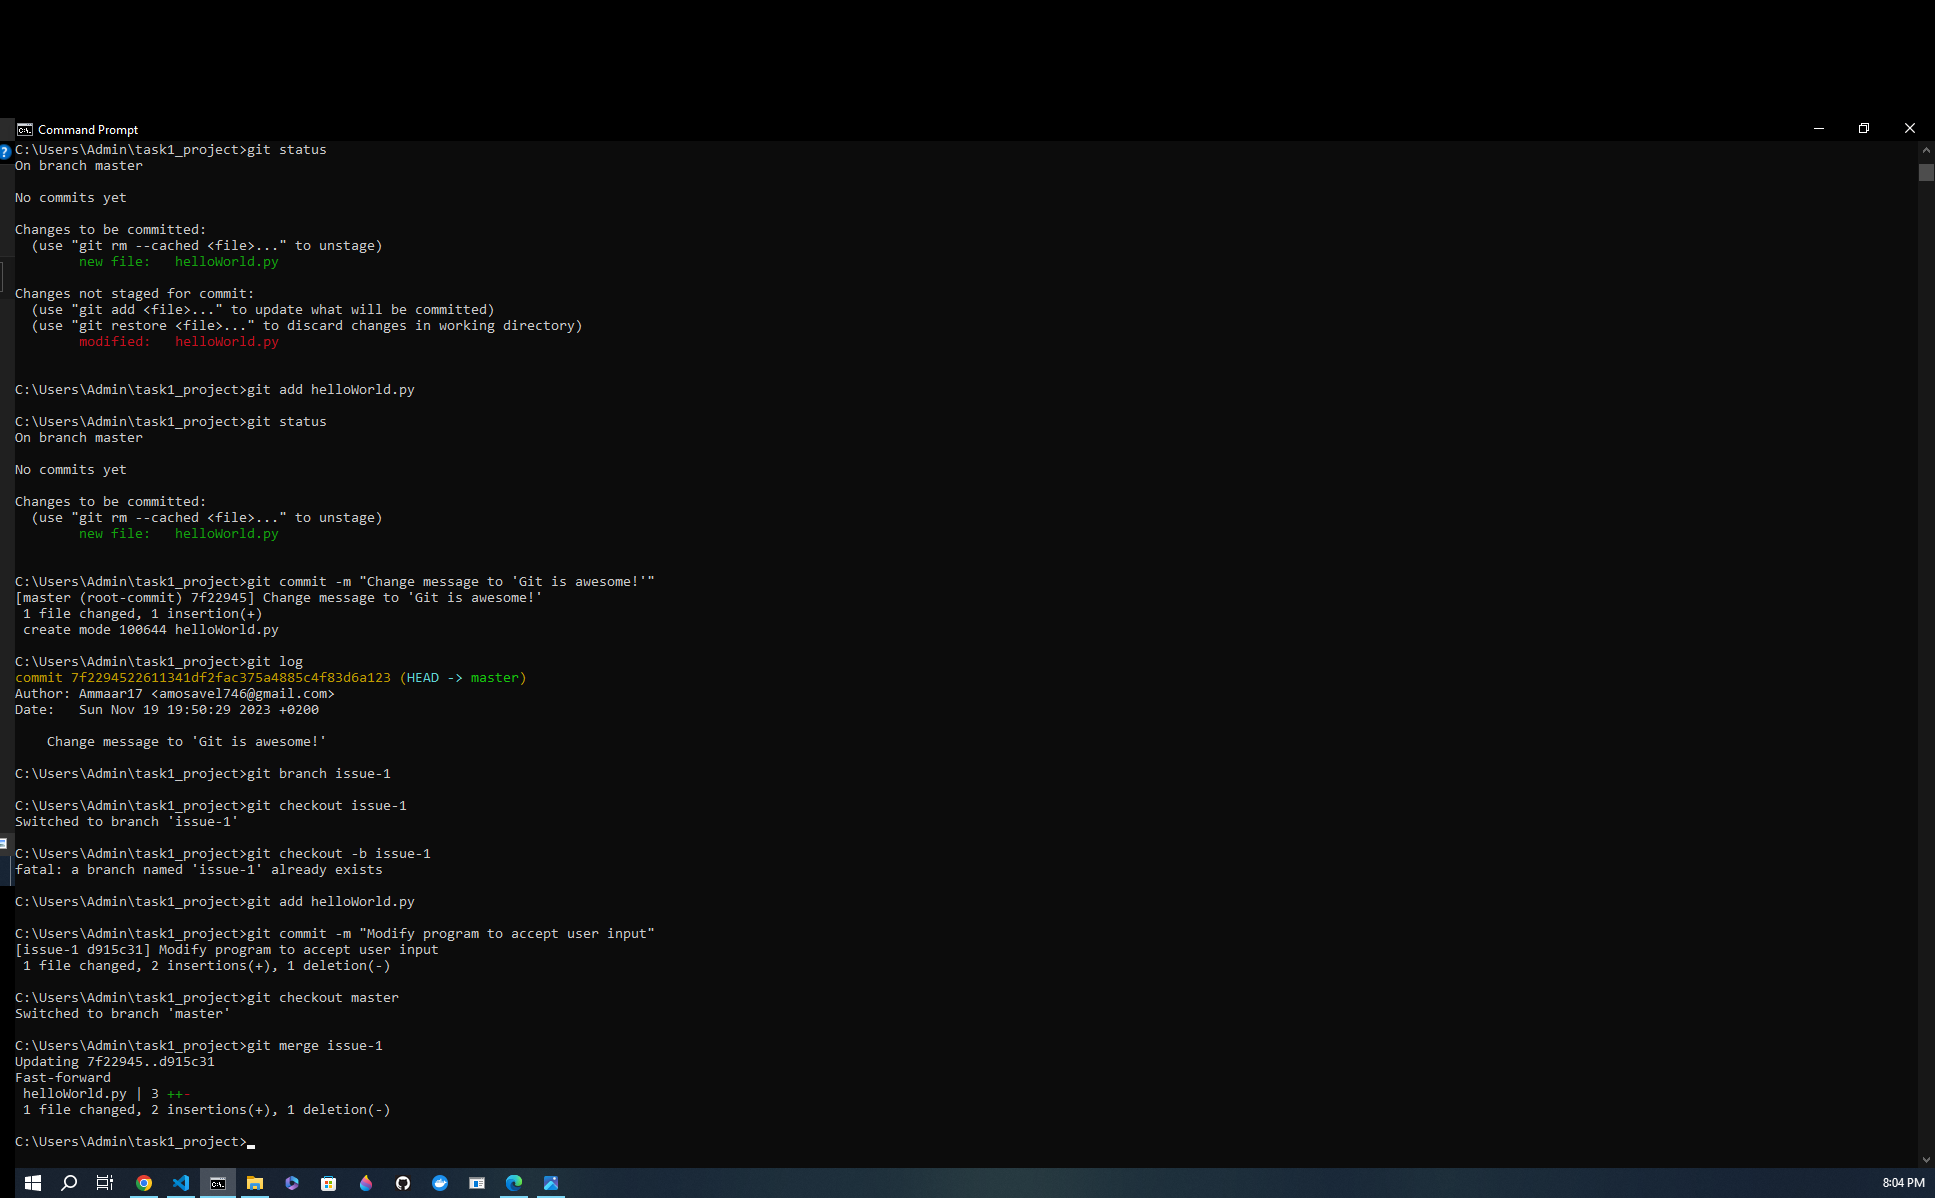 Command Prompt
C:\Users\Admin\task1_project>git status
On branch master
No commits yet
Changes to be committed:
  (use "git rm --cached <file>..." to unstage)
        new file:   helloWorld.py
Changes not staged for commit:
  (use "git add <file>..." to update what will be committed)
  (use "git restore <file>..." to discard changes in working directory)
        modified:   helloWorld.py
C:\Users\Admin\task1_project>git add helloWorld.py
C:\Users\Admin\task1_project>git status
On branch master
No commits yet
Changes to be committed:
  (use "git rm --cached <file>..." to unstage)
        new file:   helloWorld.py
C:\Users\Admin\task1_project>git commit -m "Change message to 'Git is awesome!'"
[master (root-commit) 7f22945] Change message to 'Git is awesome!'
 1 file changed, 1 insertion(+)
 create mode 100644 helloWorld.py
C:\Users\Admin\task1_project>git log
commit 7f2294522611341df2fac375a4885c4f83d6a123 (HEAD -> master)
Author: Ammaar17 <amosavel746@gmail.com>
Date:   Sun Nov 19 19:50:29 2023 +0200
    Change message to 'Git is awesome!'
C:\Users\Admin\task1_project>git branch issue-1
C:\Users\Admin\task1_project>git checkout issue-1
Switched to branch 'issue-1'
C:\Users\Admin\task1_project>git checkout -b issue-1
fatal: a branch named 'issue-1' already exists
C:\Users\Admin\task1_project>git add helloWorld.py
C:\Users\Admin\task1_project>git commit -m "Modify program to accept user input"
[issue-1 d915c31] Modify program to accept user input
 1 file changed, 2 insertions(+), 1 deletion(-)
C:\Users\Admin\task1_project>git checkout master
Switched to branch 'master'
C:\Users\Admin\task1_project>git merge issue-1
Updating 7f22945..d915c31
Fast-forward
 helloWorld.py | 3 ++-
 1 file changed, 2 insertions(+), 1 deletion(-)
C:\Users\Admin\task1_project>
8:04 PM